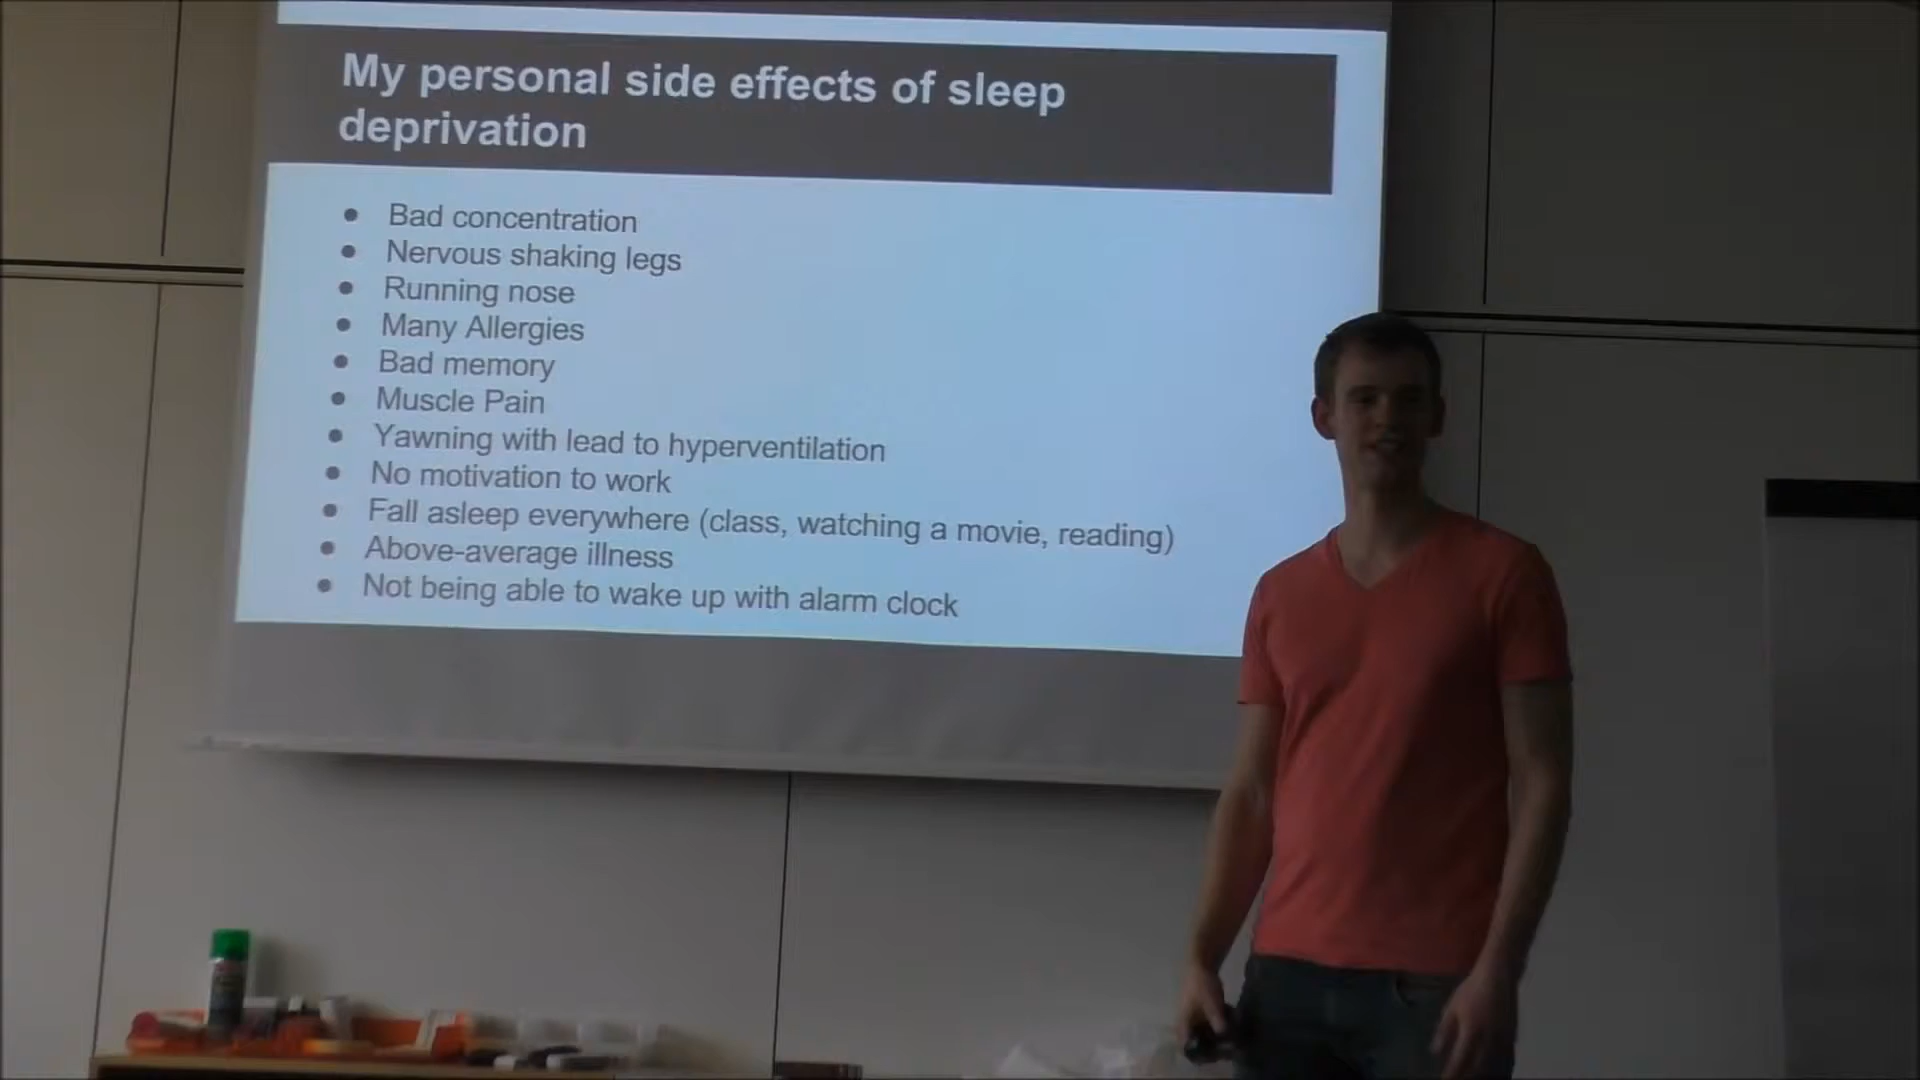 My personal side effects of sleep
deprivation
● Bad concentration
● Nervous shaking legs
● Running nose
● Many Allergies
● Bad memory
● Muscle Pain
● Yawning with lead to hyperventilation
● No motivation to work
● Fall asleep everywhere (class, watching a movie, reading)
● Above-average illness
● Not being able to wake up with alarm clock